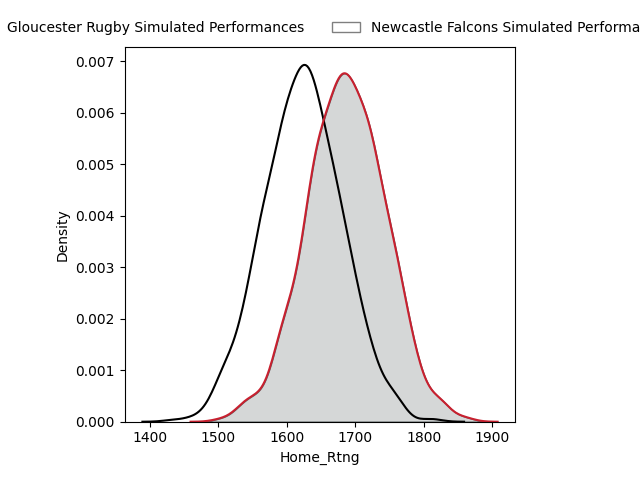 Gloucester Rugby Simulated Performances Newcastle Falcons Simulated Performa
0.007
0.006
0.005
0.004
0.003
0.002
0.001
0.000
Density
1400 1500 1600 1700 1800 1900
Home_Rtng